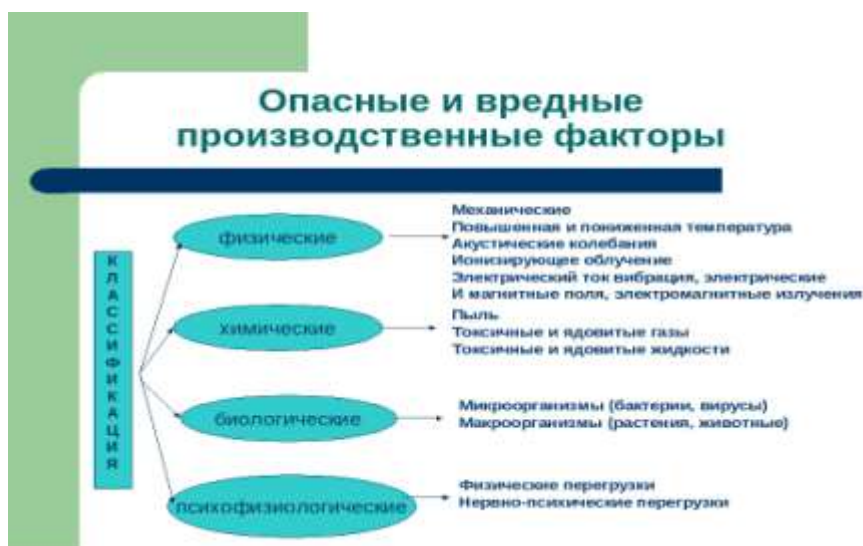 Опасные и вредные
производственные факторы
КЛАССИФИКАЦИЯ
физические
Механические
Повышенная и пониженная температура
Акустические колебания
Ионизирующее облучение
Электрический ток вибрация, электрические
И магнитные поля, электромагнитные излучения
химические
Пыль
Токсичные и ядовитые газы
Токсичные и ядовитые жидкости
биологические
Микроорганизмы (бактерии, вирусы)
Макроорганизмы (растения, животные)
психофизиологические
Физические перегрузки
Нервно-психические перегрузки